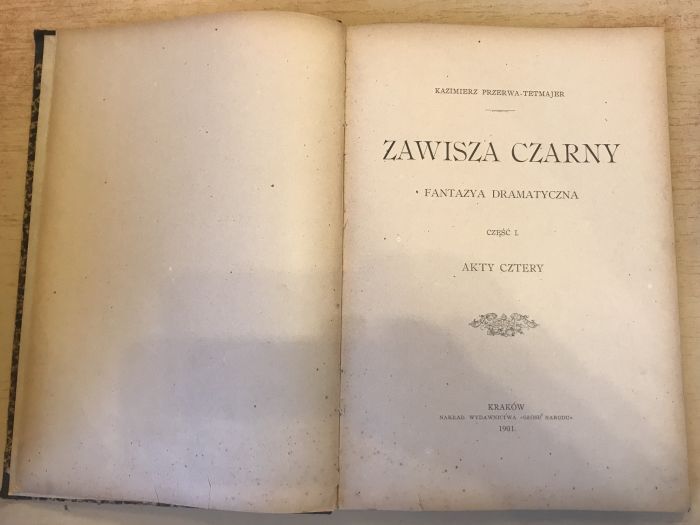 KAZIMIERZ PRZERWA-TETMAJER
ZAWISZA CZARNY
FANTAZYA DRAMATYCZNA
CZĘŚĆ I.
AKTY CZTERY
KRAKÓW
NAKŁAD WYDAWNICTWA «GŁOSU NARODU»
1901.